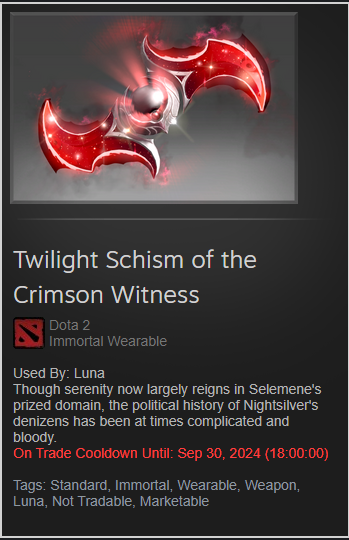 Twilight Schism of the
Crimson Witness
Dota 2
Immortal Wearable
Used By: Luna
Though serenity now largely reigns in Selemene's
prized domain, the political history of Nightsilver's
denizens has been at times complicated and
bloody.
On Trade Cooldown Until: Sep 30, 2024 (18:00:00)
Tags: Standard, Immortal, Wearable, Weapon,
Luna, Not Tradable, Marketable